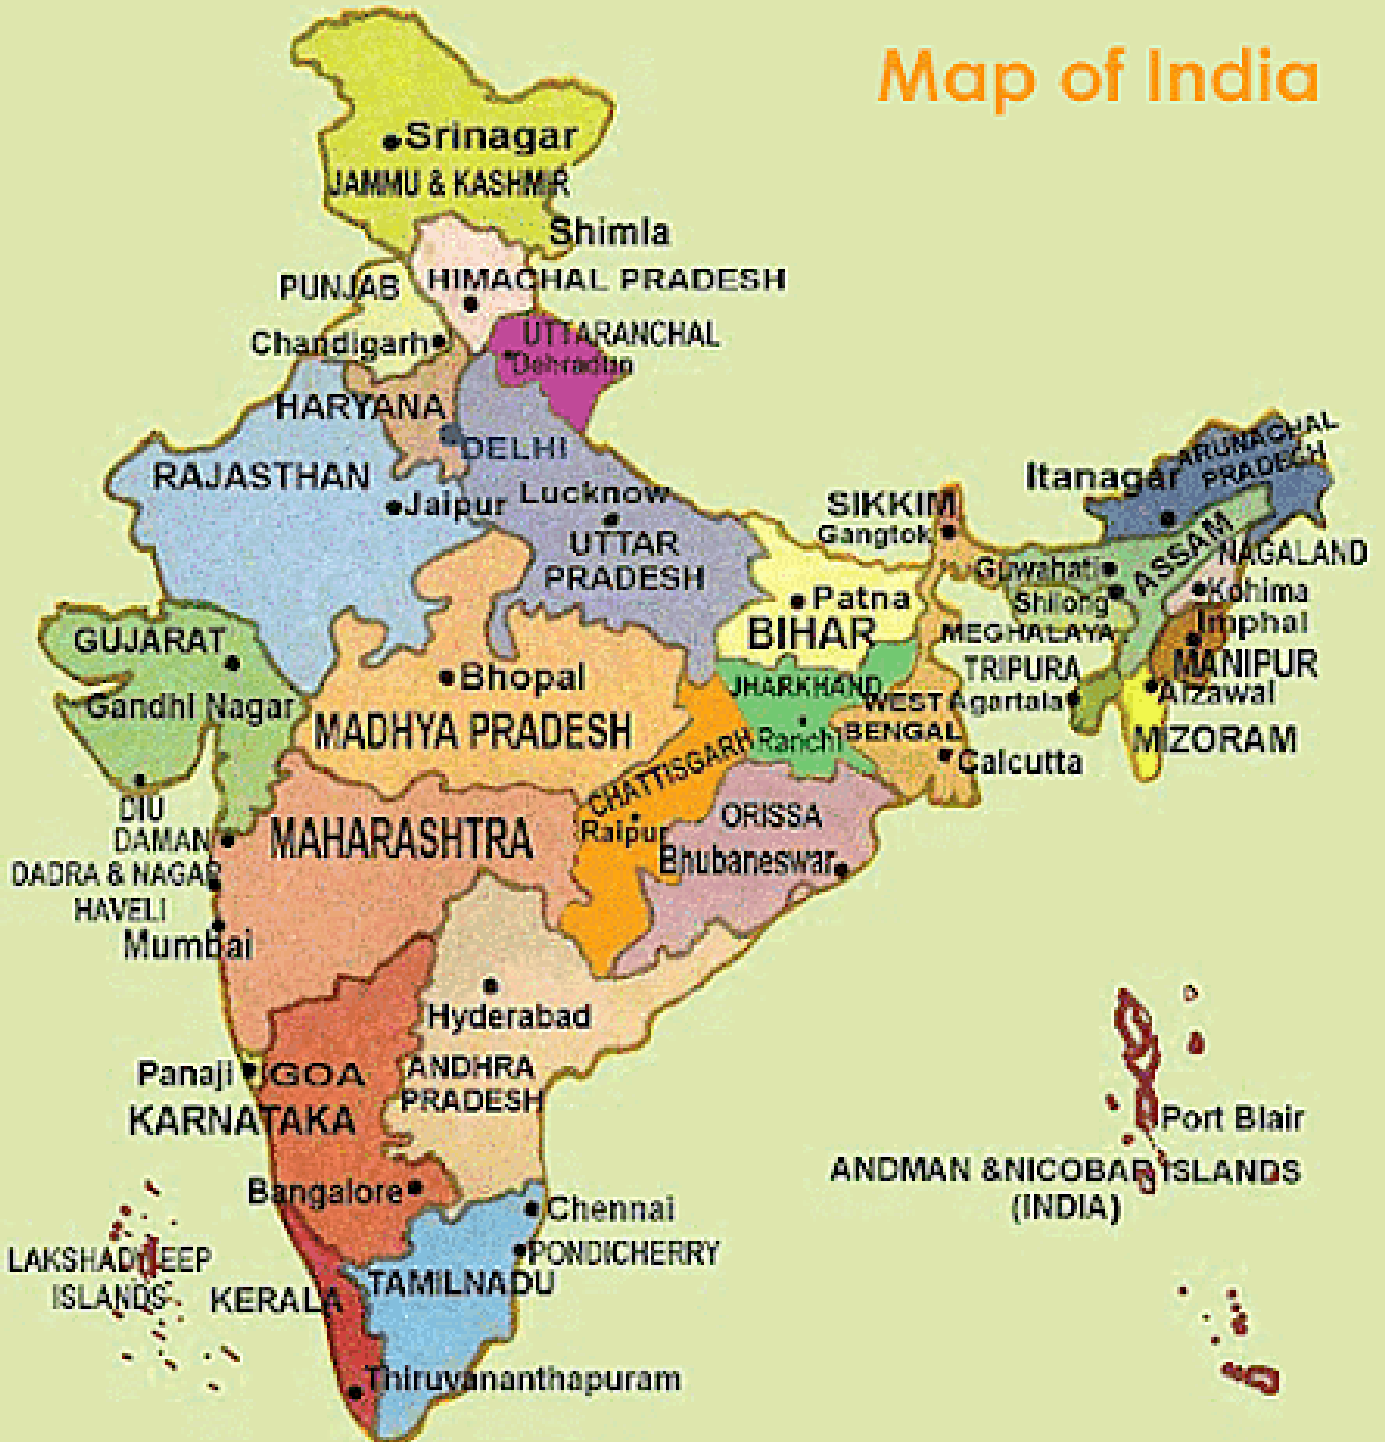 Map of India
Srinagar
JAMMU & KASHMIR
Shimla
PUNJAB
HIMACHAL PRADESH
Chandigarh
UTTARANCHAL
Dehradun
HARYANA
DELHI
RAJASTHAN
Jaipur
Lucknow
UTTAR
PRADESH
SIKKIM
Gangtok
Itanagar
ARUNACHAL
PRADECH
ASSAM
NAGALAND
Guwahati
Shilong
Kohima
Imphal
MEGHALAYA
MANIPUR
TRIPURA
Agartala
Aizawal
MIZORAM
Patna
BIHAR
JHARKHAND
Ranchi
WEST
BENGAL
Calcutta
GUJARAT
Gandhi Nagar
Bhopal
MADHYA PRADESH
CHATTISGARH
Raipur
ORISSA
Bhubaneswar
DIU
DAMAN
DADRA & NAGAR
HAVELI
MAHARASHTRA
Mumbai
Hyderabad
ANDHRA
PRADESH
Panaji
GOA
KARNATAKA
Bangalore
Chennai
PONDICHERRY
TAMILNADU
KERALA
Thiruvananthapuram
LAKSHADWEEP
ISLANDS
Port Blair
ANDMAN &NICOBAR ISLANDS
(INDIA)